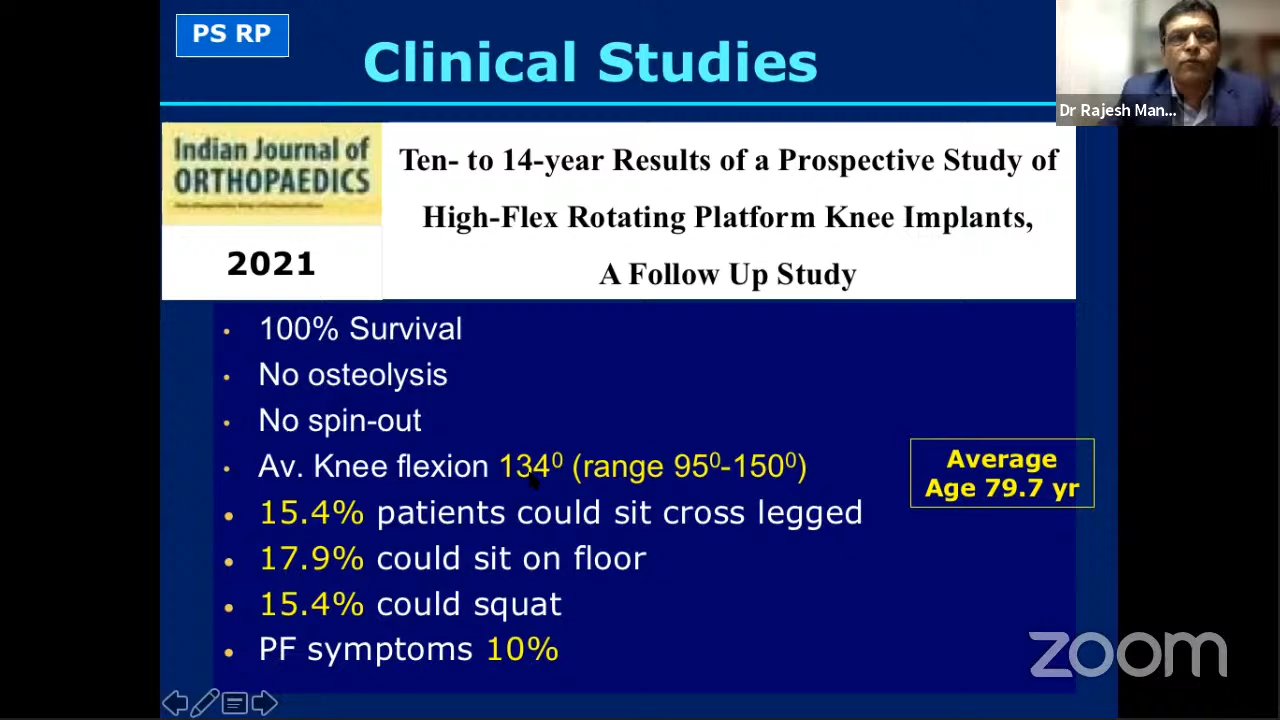 PS RP
Clinical Studies
Dr Rajesh Man...
Indian Journal of
ORTHOPAEDICS
2021
Ten- to 14-year Results of a Prospective Study of
High-Flex Rotating Platform Knee Implants,
A Follow Up Study
• 100% Survival
• No osteolysis
• No spin-out
• Av. Knee flexion 134⁰ (range 95⁰-150⁰)
• 15.4% patients could sit cross legged
• 17.9% could sit on floor
• 15.4% could squat
• PF symptoms 10%
Average
Age 79.7 yr
zoom